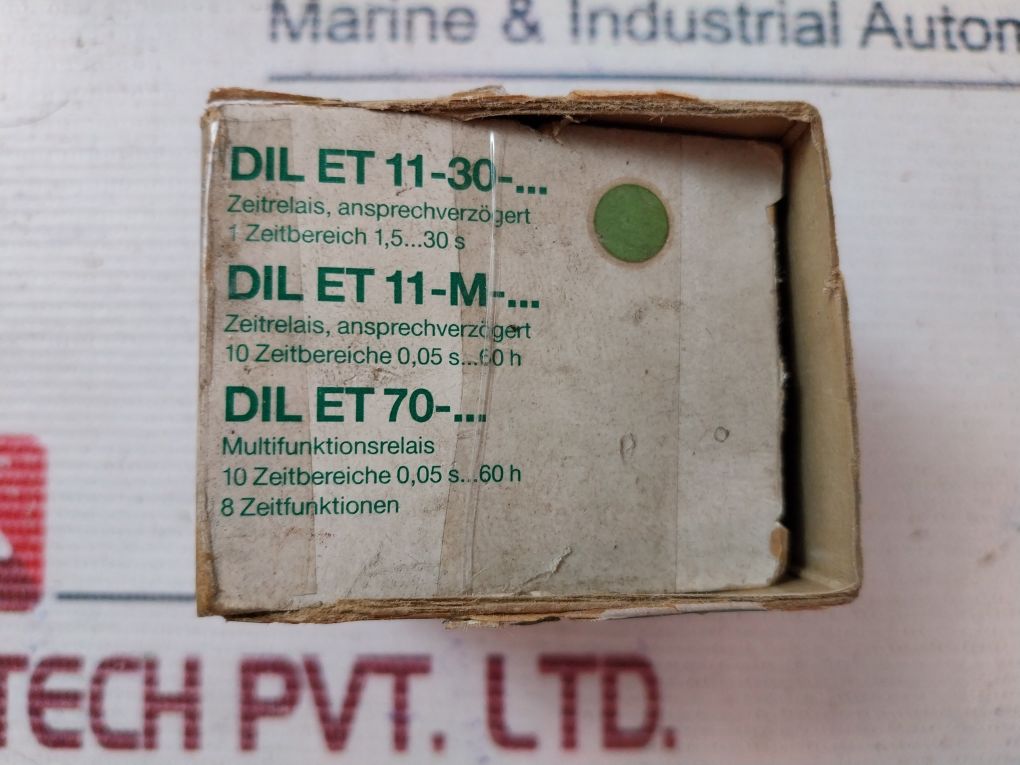 Marine & Industrial Autom
DIL ET 11-30-...
Zeitrelais, ansprechverzögert
1 Zeitbereich 1,5...30 s
DIL ET 11-M-...
Zeitrelais, ansprechverzögert
10 Zeitbereiche 0,05 s...60 h
DIL ET 70-...
Multifunktionsrelais
10 Zeitbereiche 0,05 s...60 h
8 Zeitfunktionen
TECH PVT. LTD.